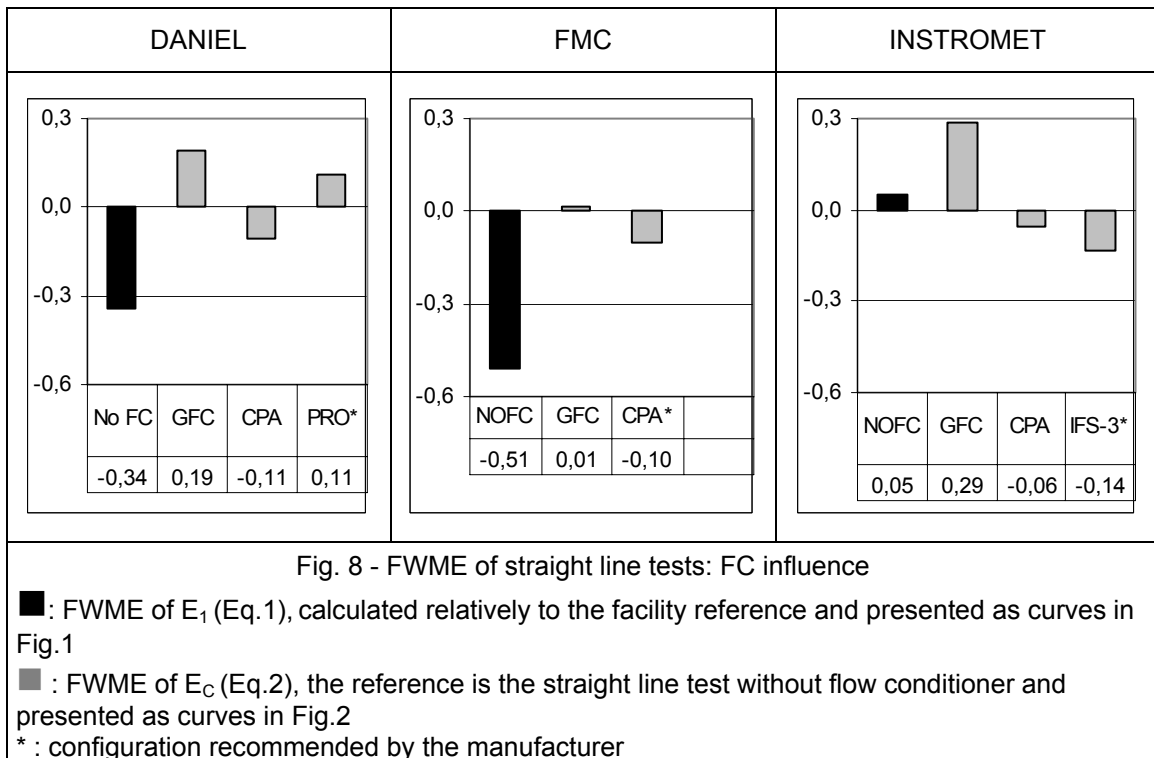 DANIEL
FMC
INSTROMET
0,3
0,0
-0,3
-0,6
No FC GFC CPA PRO*
-0,34 0,19 -0,11 0,11
0,3
0,0
-0,3
-0,6
NOFC GFC CPA*
-0,51 0,01 -0,10
0,3
0,0
-0,3
-0,6
NOFC GFC CPA IFS-3*
0,05 0,29 -0,06 -0,14
Fig. 8 - FWME of straight line tests: FC influence
■: FWME of E₁ (Eq.1), calculated relatively to the facility reference and presented as curves in
Fig.1
■ : FWME of E_C (Eq.2), the reference is the straight line test without flow conditioner and
presented as curves in Fig.2
* : configuration recommended by the manufacturer